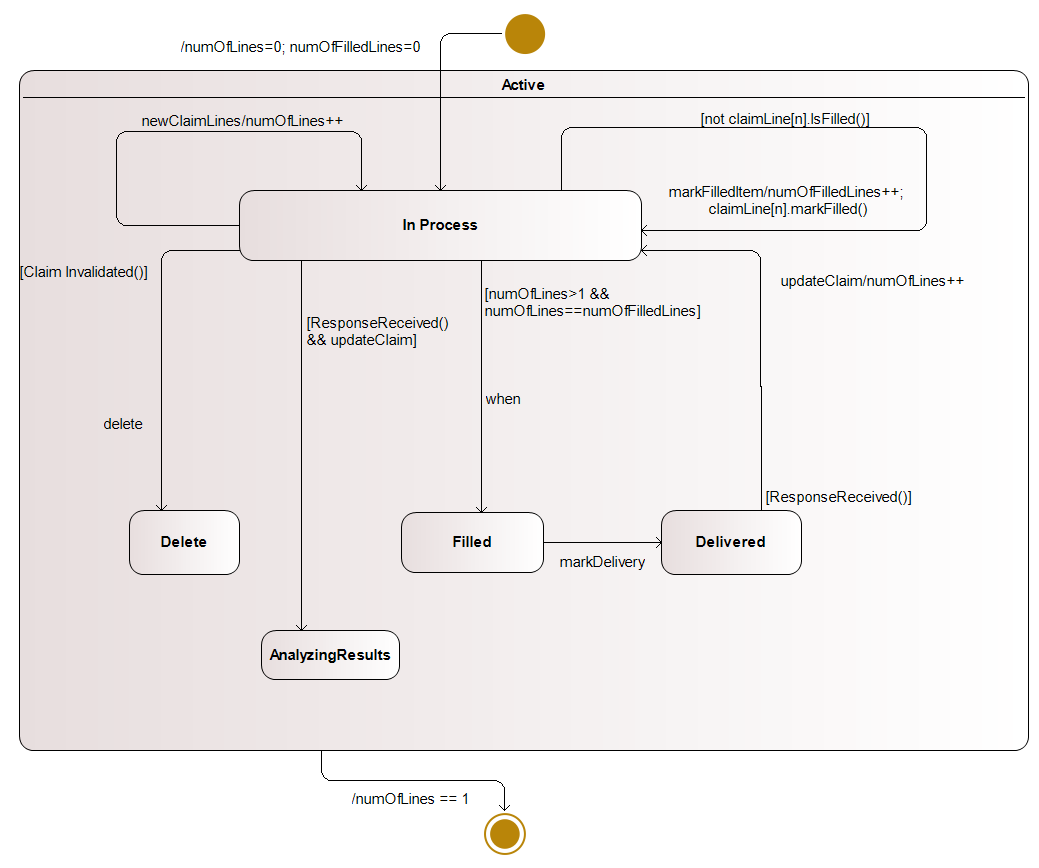 /numOfLines=0; numOfFilledLines=0
Active
newClaimLines/numOfLines++
[not claimLine[n].IsFilled()]
markFilledItem/numOfFilledLines++;
claimLine[n].markFilled()
In Process
[Claim Invalidated()]
updateClaim/numOfLines++
[numOfLines>1 &&
numOfLines==numOfFilledLines]
[ResponseReceived()
&& updateClaim]
when
delete
[ResponseReceived()]
Delete
Filled
Delivered
markDelivery
AnalyzingResults
/numOfLines == 1